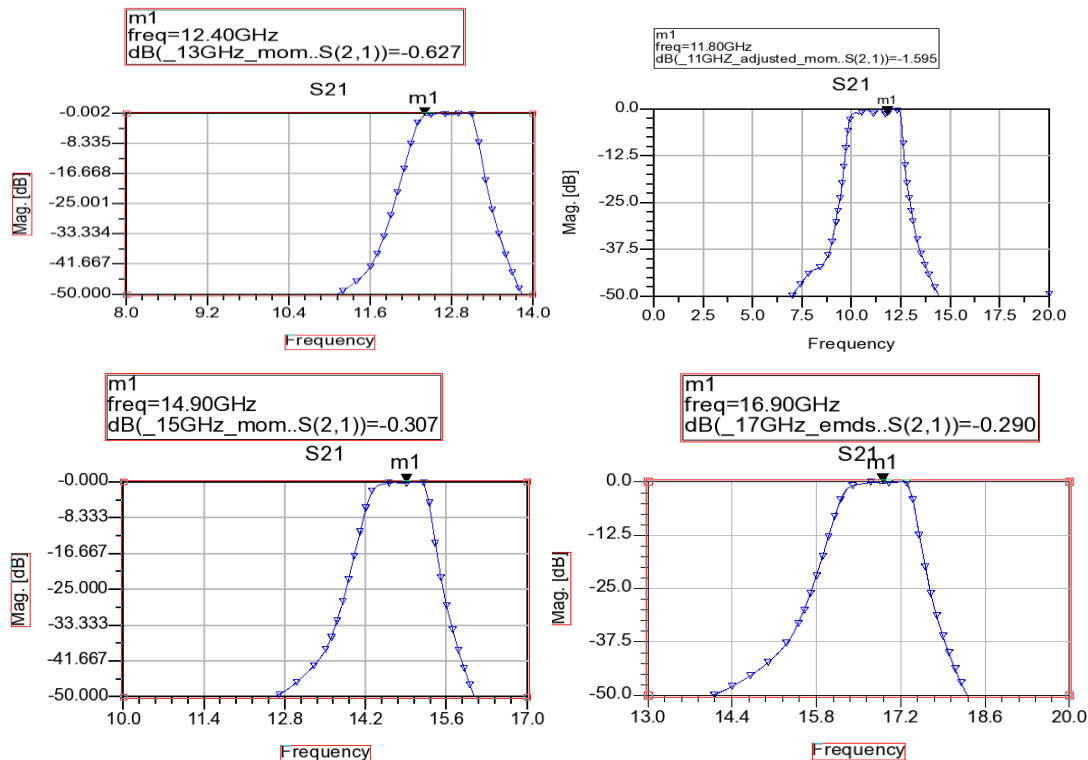 m1
freq=12.40GHz
dB(_13GHz_mom..S(2,1))=-0.627
S21
m1
-0.002
-8.335
-16.668
-25.001
-33.334
-41.667
-50.000
Mag. [dB]
8.0 9.2 10.4 11.6 12.8 14.0
Frequency
m1
freq=11.80GHz
dB(_11GHZ_adjusted_mom..S(2,1))=-1.595
S21
m1
0.0
-12.5
-25.0
-37.5
-50.0
Mag. [dB]
0.0 2.5 5.0 7.5 10.0 12.5 15.0 17.5 20.0
Frequency
m1
freq=14.90GHz
dB(_15GHz_mom..S(2,1))=-0.307
S21
m1
-0.000
-8.333
-16.667
-25.000
-33.333
-41.667
-50.000
Mag. [dB]
10.0 11.4 12.8 14.2 15.6 17.0
Frequency
m1
freq=16.90GHz
dB(_17GHz_emds..S(2,1))=-0.290
S21
m1
0.0
-12.5
-25.0
-37.5
-50.0
Mag. [dB]
13.0 14.4 15.8 17.2 18.6 20.0
Frequency